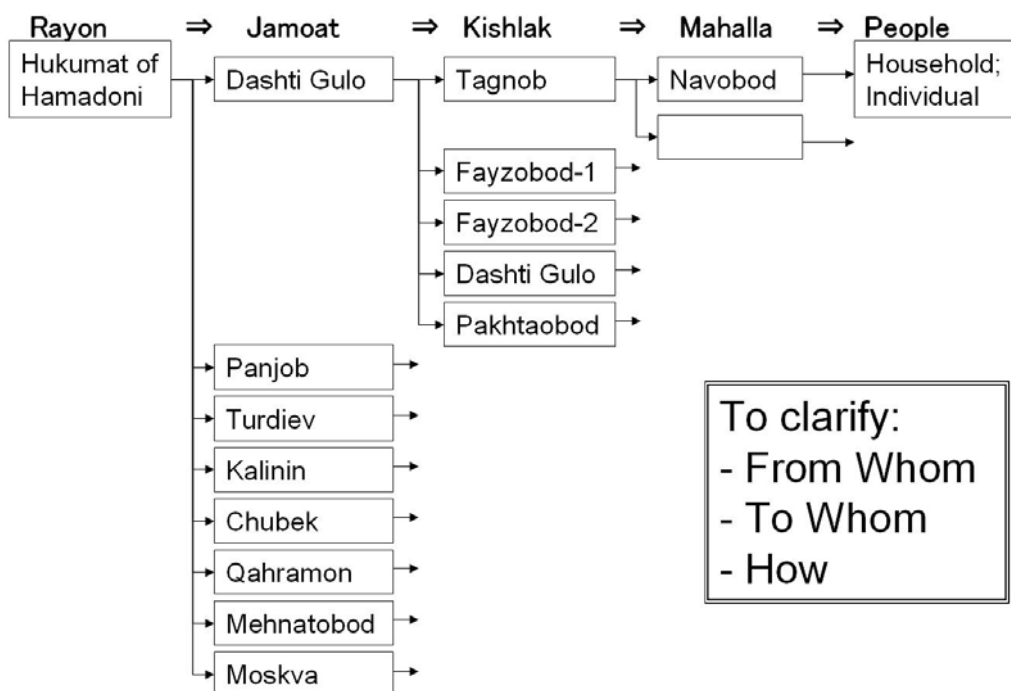 Rayon ⇒ Jamoat ⇒ Kishlak ⇒ Mahalla ⇒ People
Hukumat of
Hamadoni
Dashti Gulo
Tagnob
Navobod
Household;
Individual
Fayzobod-1
Fayzobod-2
Dashti Gulo
Pakhtaobod
Panjob
Turdiev
Kalinin
Chubek
Qahramon
Mehnatobod
Moskva
To clarify:
- From Whom
- To Whom
- How